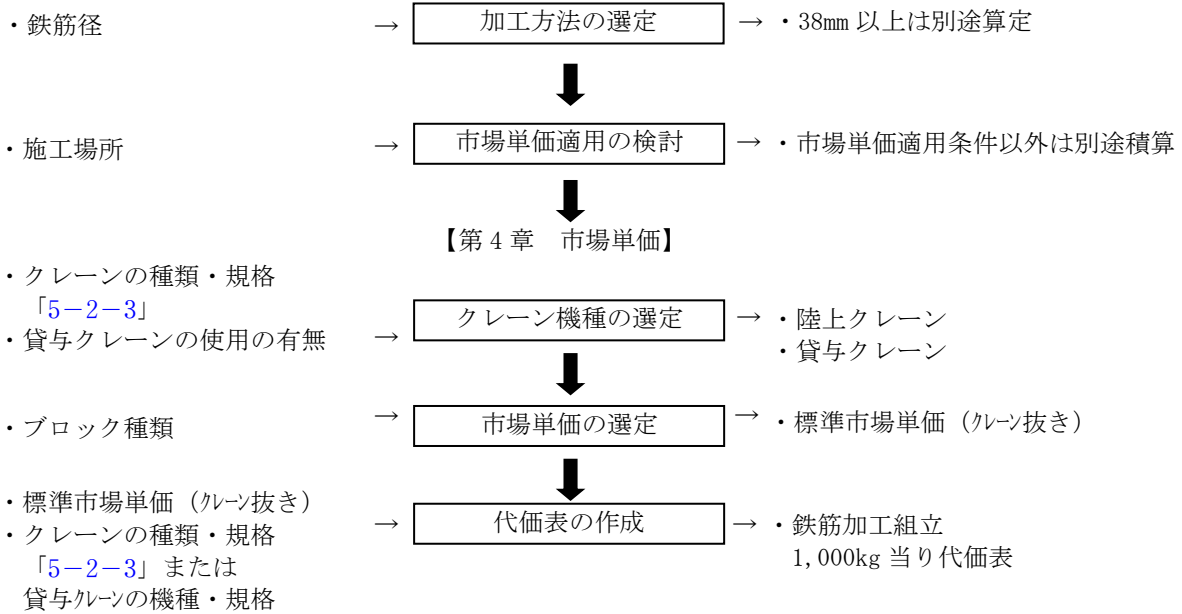 ・鉄筋径 → 加工方法の選定 → ・38mm 以上は別途算定
・施工場所 → 市場単価適用の検討 → ・市場単価適用条件以外は別途積算
【第4章　市場単価】
・クレーンの種類・規格
「5－2－3」
・貸与クレーンの使用の有無 → クレーン機種の選定 → ・陸上クレーン
・貸与クレーン
・ブロック種類 → 市場単価の選定 → ・標準市場単価（ｸﾚｰﾝ抜き）
・標準市場単価（ｸﾚｰﾝ抜き）
・クレーンの種類・規格 → 代価表の作成 → ・鉄筋加工組立
「5－2－3」または 1,000kg 当り代価表
貸与ｸﾚｰﾝの機種・規格